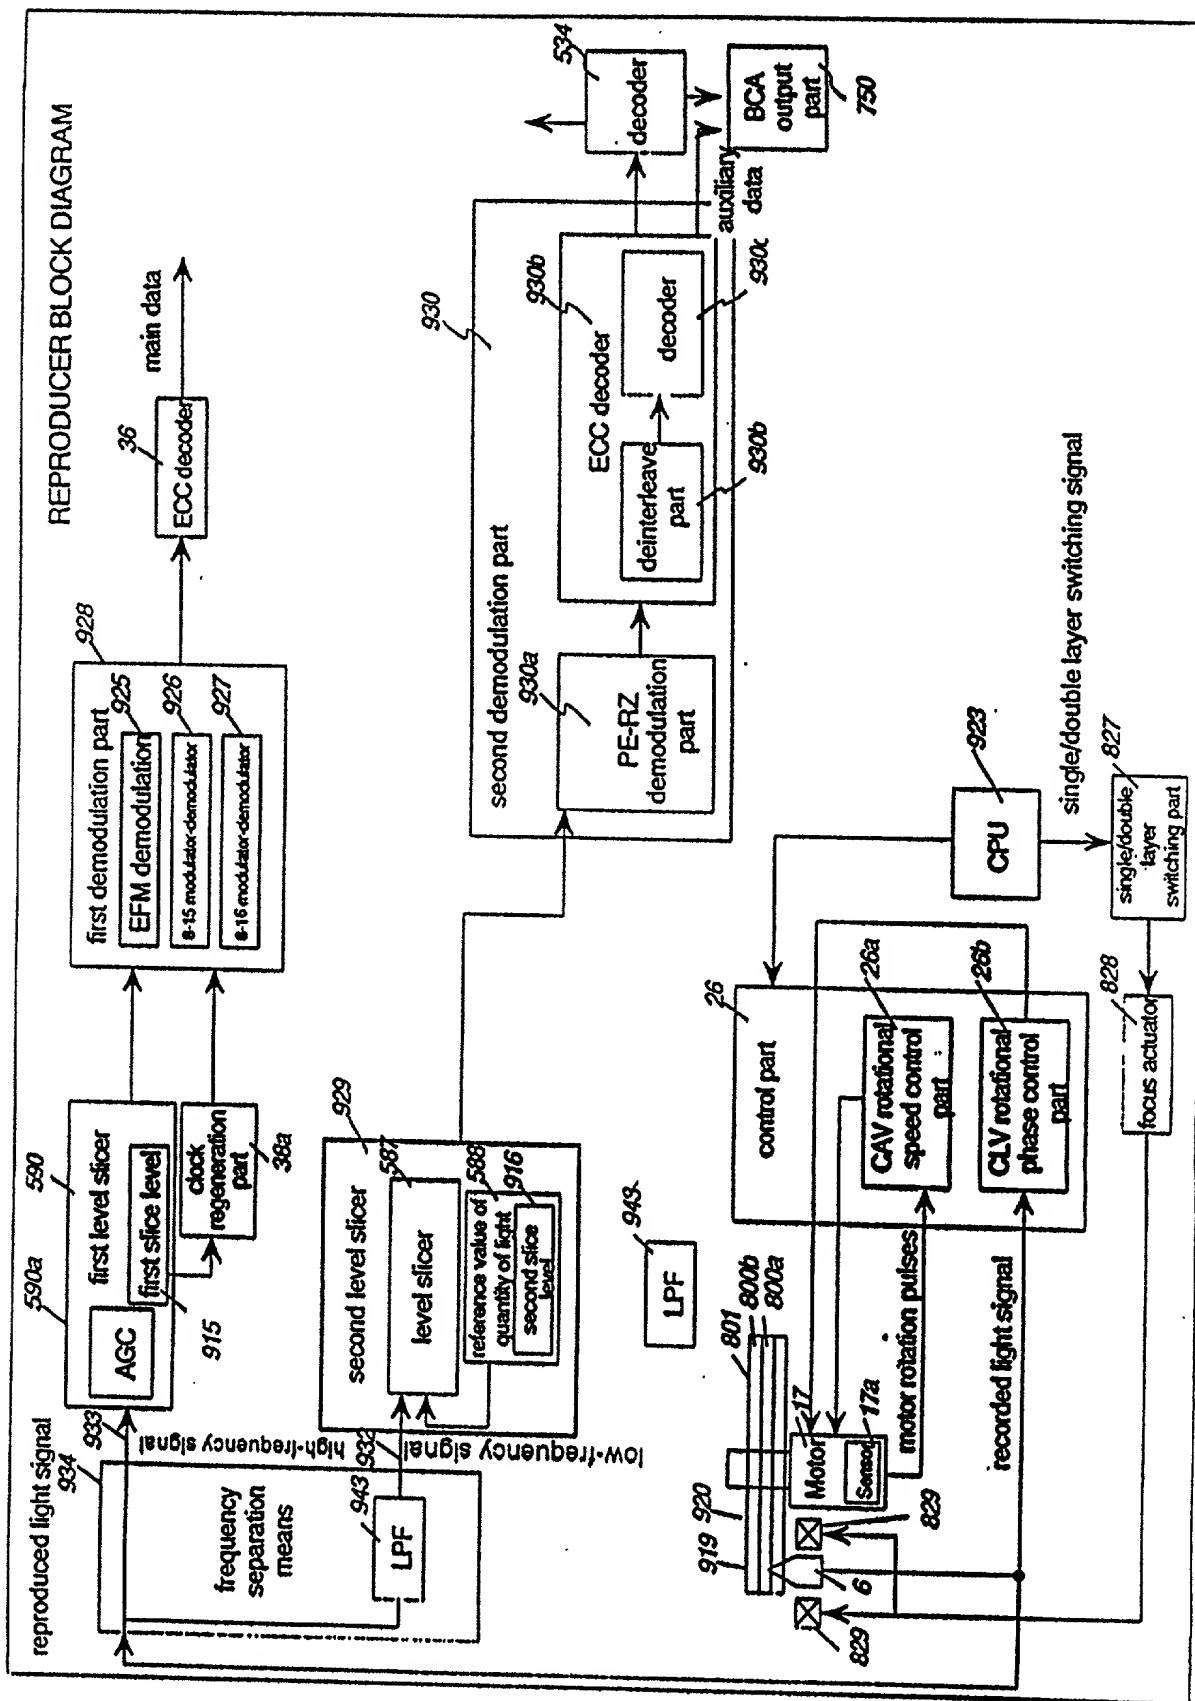 REPRODUCER BLOCK DIAGRAM
reproduced light signal
934
933
high-frequency signal
frequency
separation
means
943
LPF
932
low-frequency signal
590a
590
first level slicer
AGC
first slice level
915
clock
regeneration
part
38a
first demodulation part
928
EFM demodulation
925
8-15 modulator-demodulator
926
8-16 modulator-demodulator
927
36
ECC decoder
main data
second level slicer
929
level slicer
587
reference value of
quantity of light
588
second slice
level
916
second demodulation part
930
PE-RZ
demodulation
part
930a
ECC decoder
930b
deinterleave
part
930b
decoder
930c
auxiliary
data
decoder
534
BCA
output
part
750
943
LPF
919
920
801
800b
800a
Motor
17
Sensor
17a
829
829
6
motor rotation pulses
recorded light signal
control part
26
CAV rotational
speed control
part
26a
CLV rotational
phase control
part
26b
CPU
923
single/double layer switching signal
single/double
layer
switching part
827
focus actuator
828